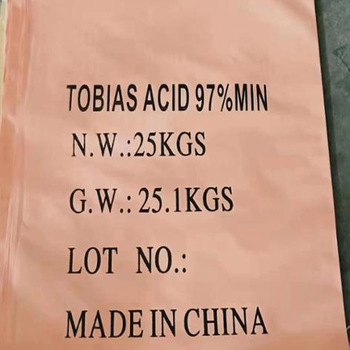 TOBIAS ACID 97%MIN
N.W.:25KGS
G.W.: 25.1KGS
LOT NO.:
MADE IN CHINA